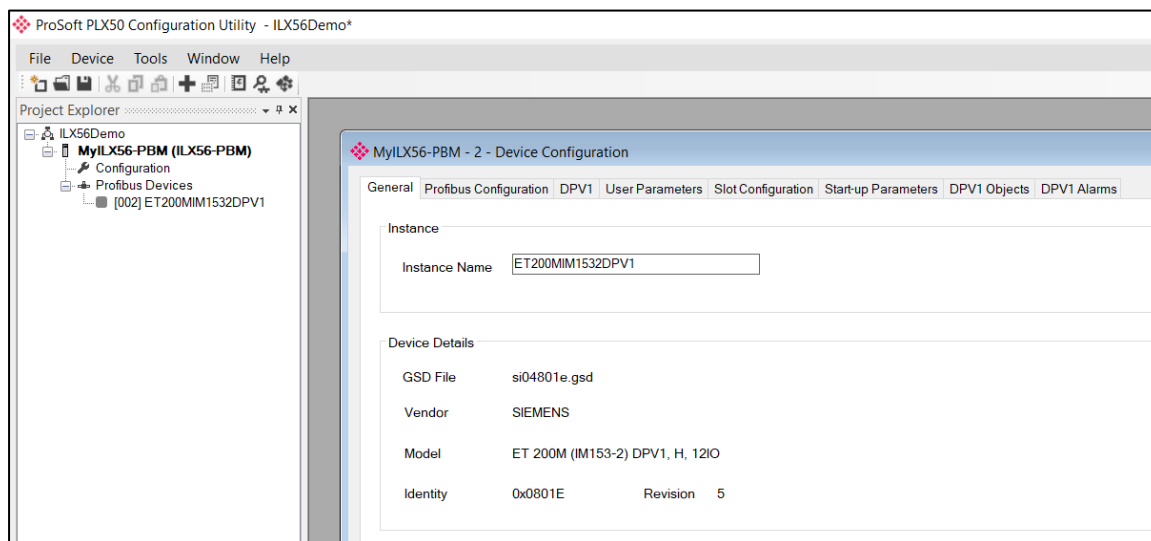 ProSoft PLX50 Configuration Utility - ILX56Demo*
File Device Tools Window Help
Project Explorer
ILX56Demo
MyILX56-PBM (ILX56-PBM)
Configuration
Profibus Devices
[002] ET200MIM1532DPV1
MyILX56-PBM - 2 - Device Configuration
General Profibus Configuration DPV1 User Parameters Slot Configuration Start-up Parameters DPV1 Objects DPV1 Alarms
Instance
Instance Name ET200MIM1532DPV1
Device Details
GSD File si04801e.gsd
Vendor SIEMENS
Model ET 200M (IM153-2) DPV1, H, 12IO
Identity 0x0801E Revision 5